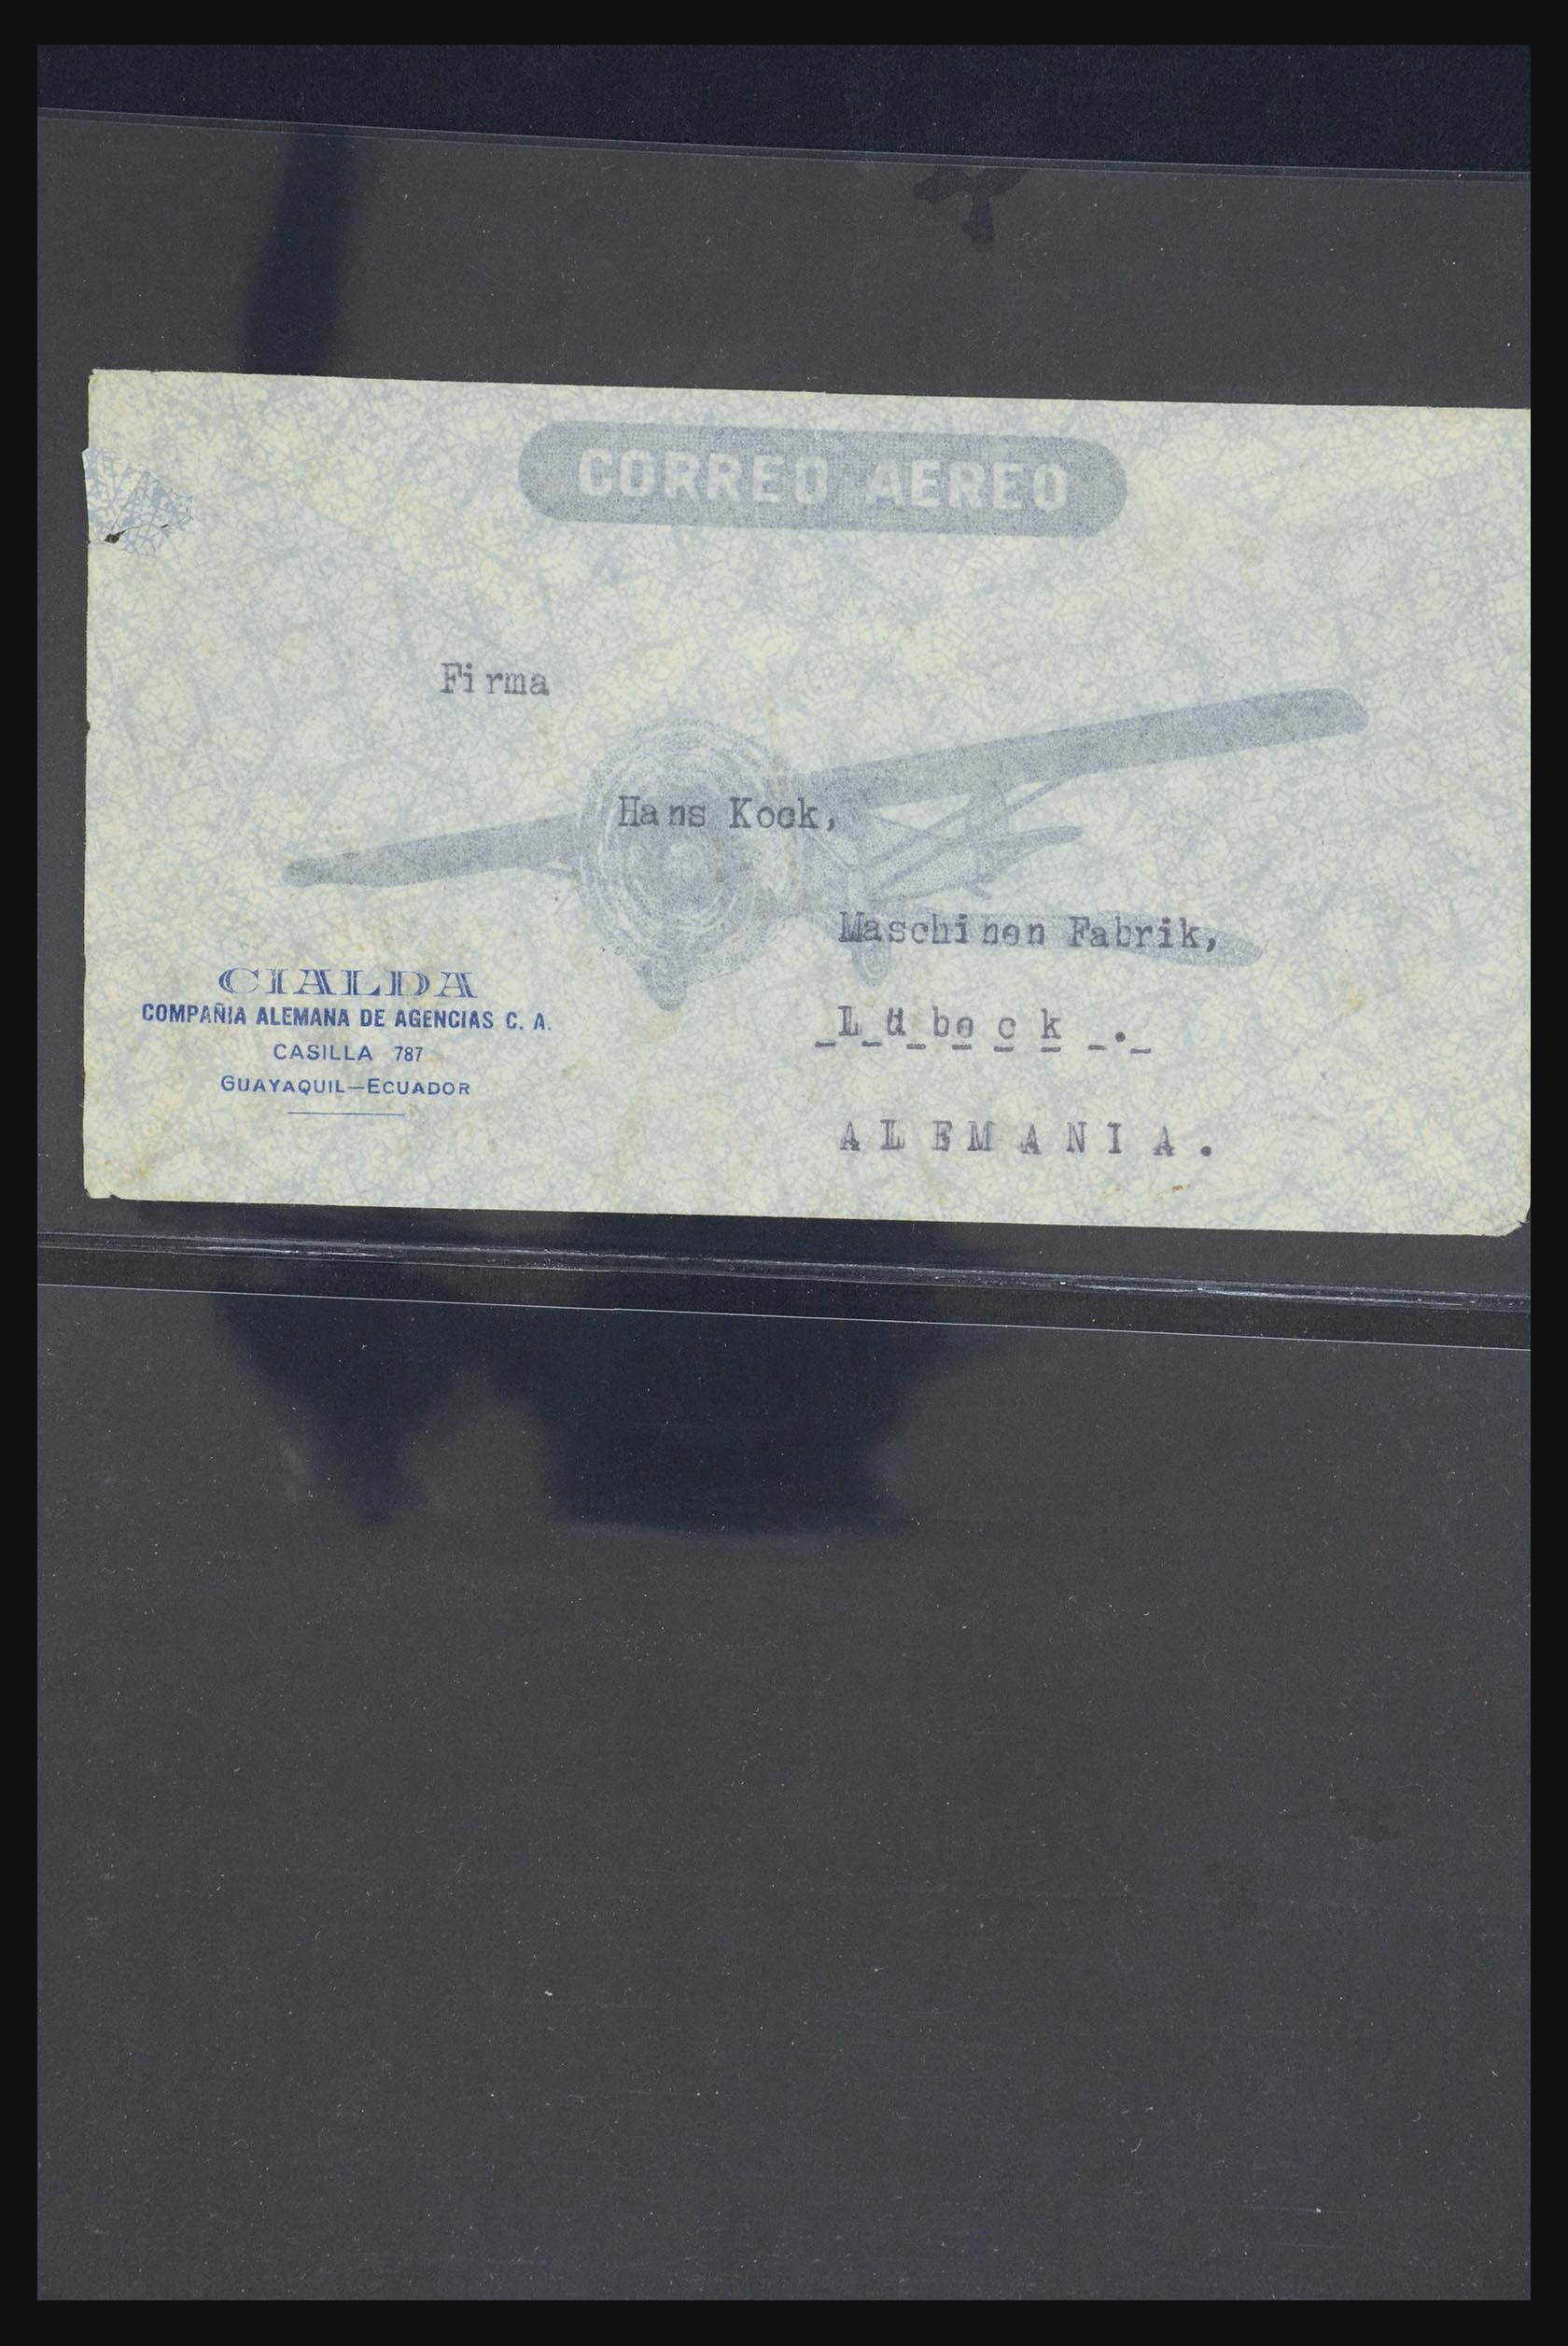 CORREO AEREO
Firma
Hans Kock,
Maschinen Fabrik,
Lübeck.
ALEMANIA.
CIALDA
COMPAÑIA ALEMANA DE AGENCIAS C. A.
CASILLA 787
GUAYAQUIL—ECUADOR